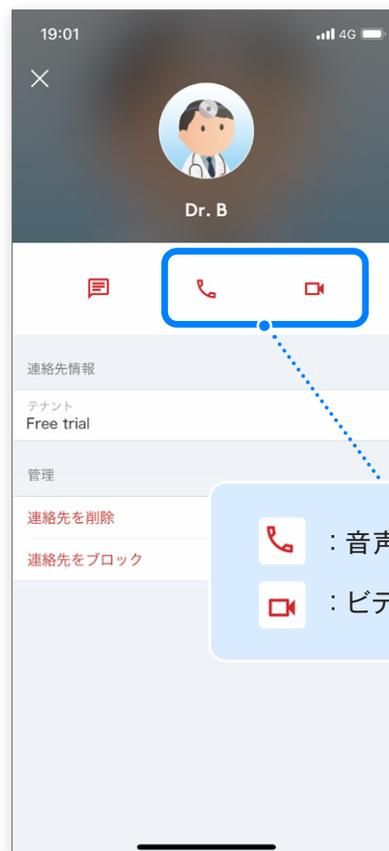 19:01
4G
Dr. B
連絡先情報
テナント
Free trial
管理
連絡先を削除
連絡先をブロック
：音声
：ビデ